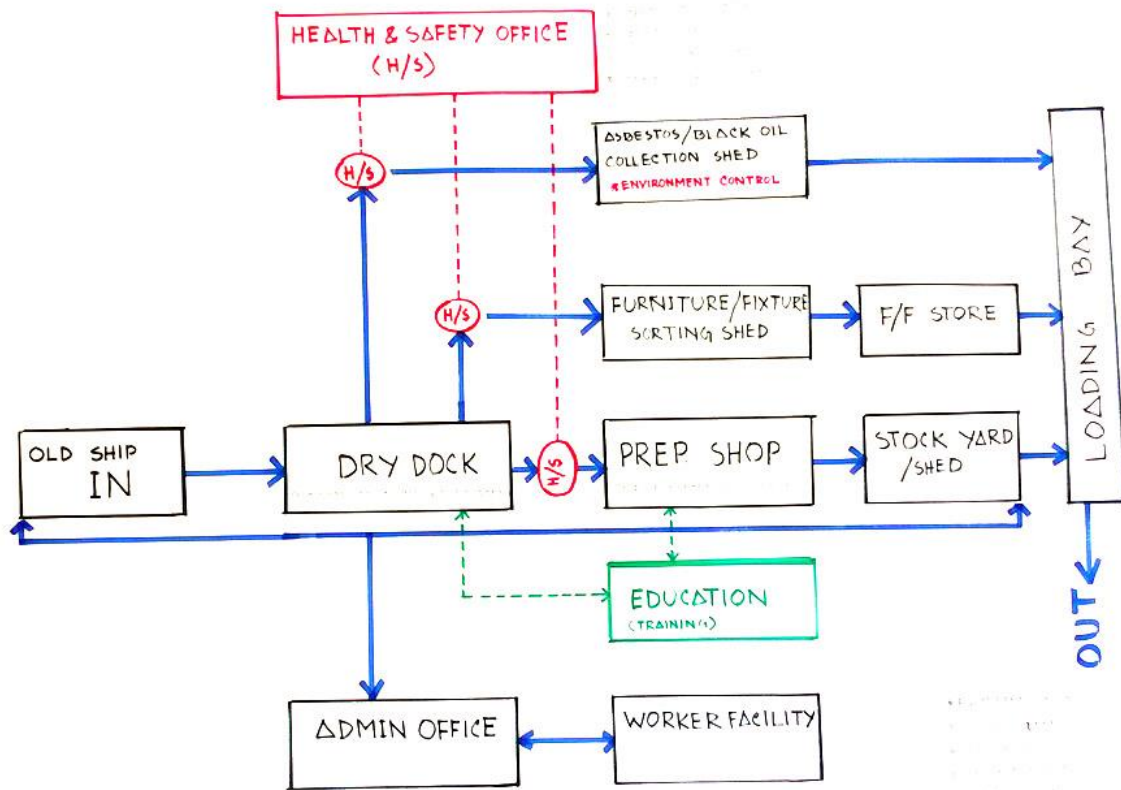 HEALTH & SAFETY OFFICE
(H/S)
H/S
ASBESTOS/BLACK OIL
COLLECTION SHED
*ENVIRONMENT CONTROL
H/S
FURNITURE/FIXTURE
SORTING SHED
F/F STORE
LOADING BAY
OLD SHIP
IN
DRY DOCK
H/S
PREP. SHOP
STOCK YARD
/SHED
EDUCATION
(TRAINING)
OUT
ADMIN OFFICE
WORKER FACILITY